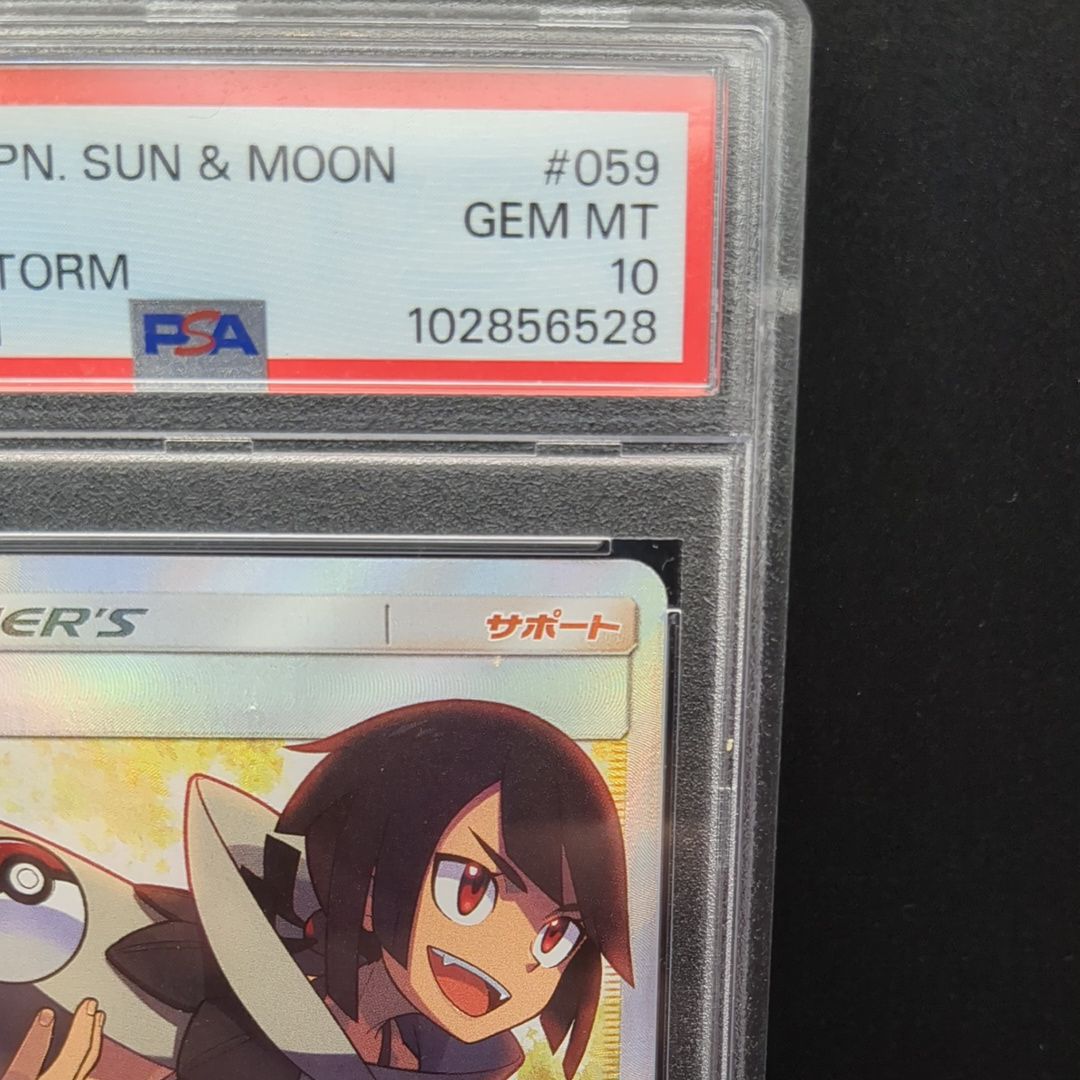 PN. SUN & MOON #059
GEM MT
TORM 10
PSA 102856528
ER'S サポート